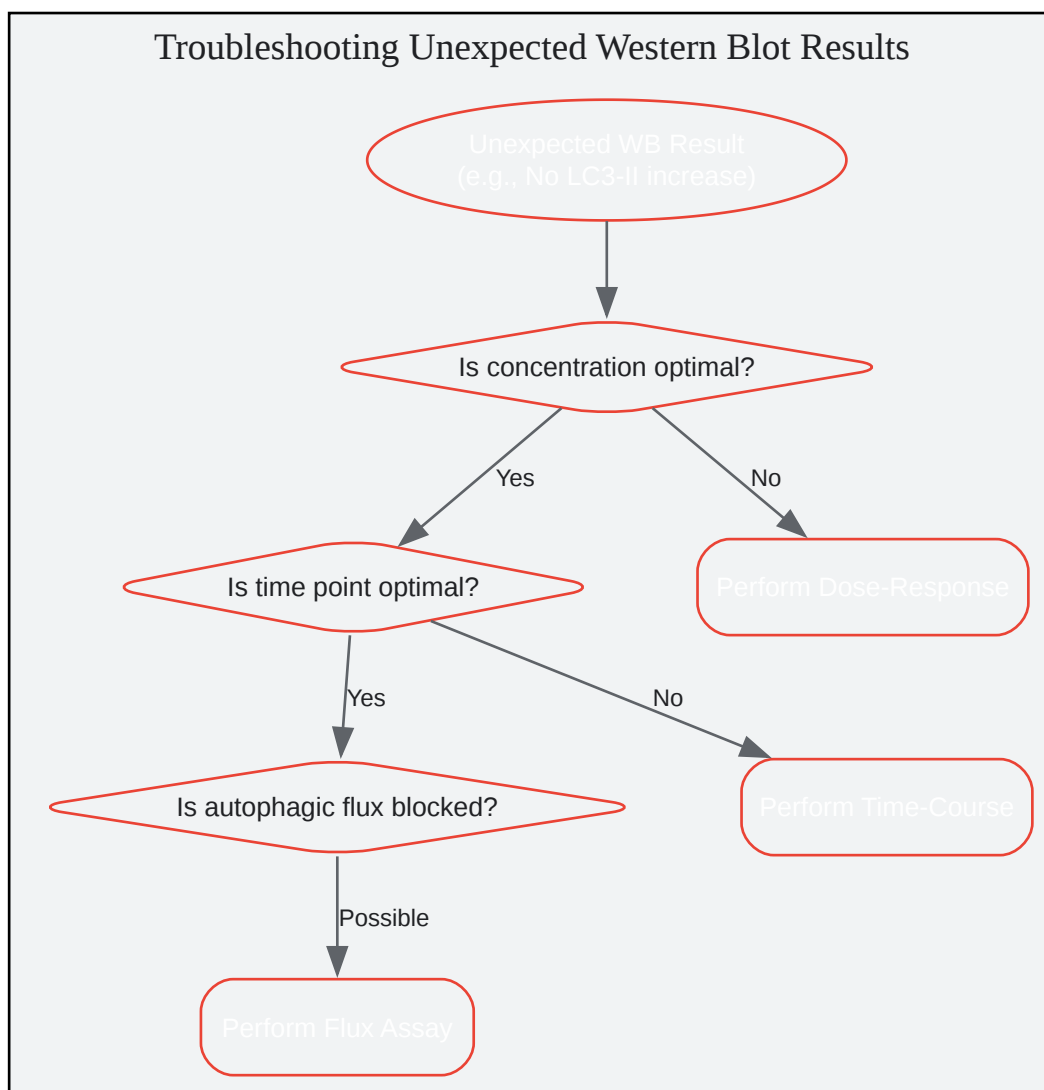 Troubleshooting Unexpected Western Blot Results
Unexpected WB Result
(e.g., No LC3-II increase)
Is concentration optimal?
Yes
No
Is time point optimal?
Perform Dose-Response
Yes
No
Is autophagic flux blocked?
Perform Time-Course
Possible
Perform Flux Assay